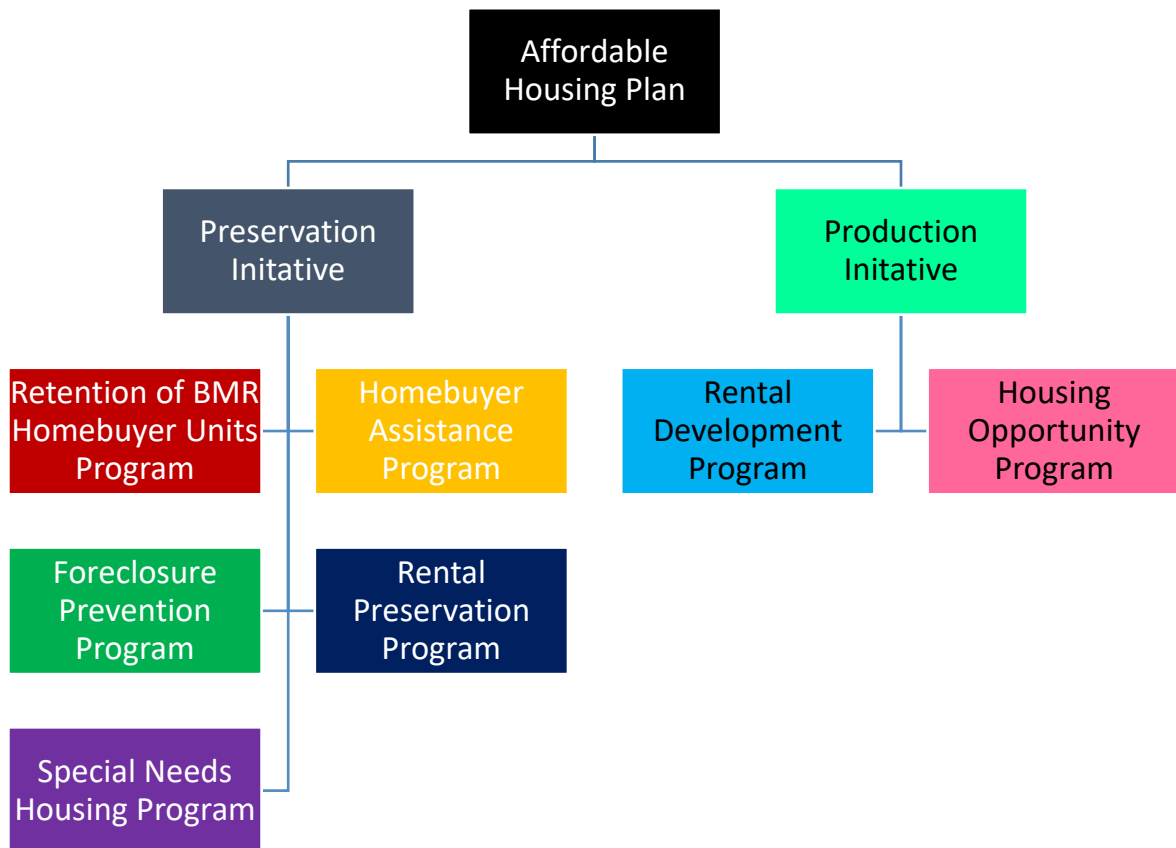 Affordable
Housing Plan
Preservation
Initative
Production
Initative
Retention of BMR
Homebuyer Units
Program
Homebuyer
Assistance
Program
Rental
Development
Program
Housing
Opportunity
Program
Foreclosure
Prevention
Program
Rental
Preservation
Program
Special Needs
Housing Program